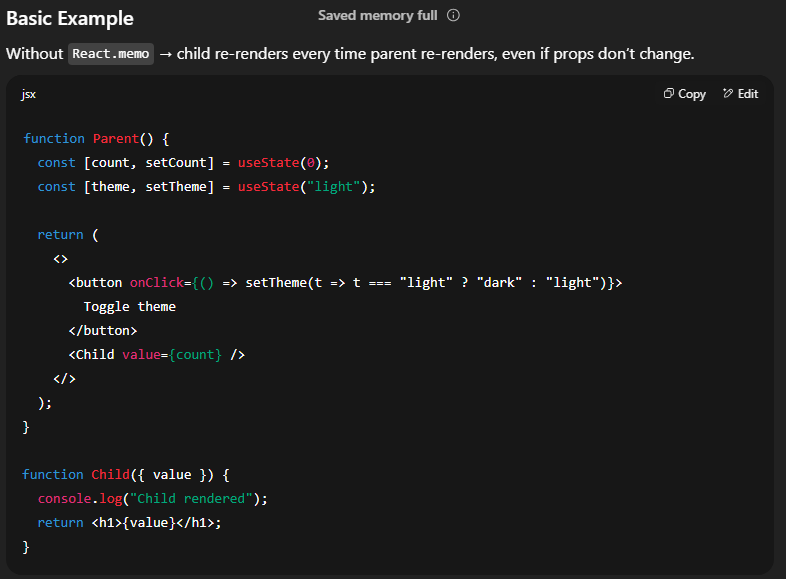 Basic Example
Saved memory full
Without React.memo → child re-renders every time parent re-renders, even if props don’t change.
jsx
Copy
Edit
function Parent() {
  const [count, setCount] = useState(0);
  const [theme, setTheme] = useState("light");

  return (
    <>
      <button onClick={() => setTheme(t => t === "light" ? "dark" : "light")}>
        Toggle theme
      </button>
      <Child value={count} />
    </>
  );
}

function Child({ value }) {
  console.log("Child rendered");
  return <h1>{value}</h1>;
}